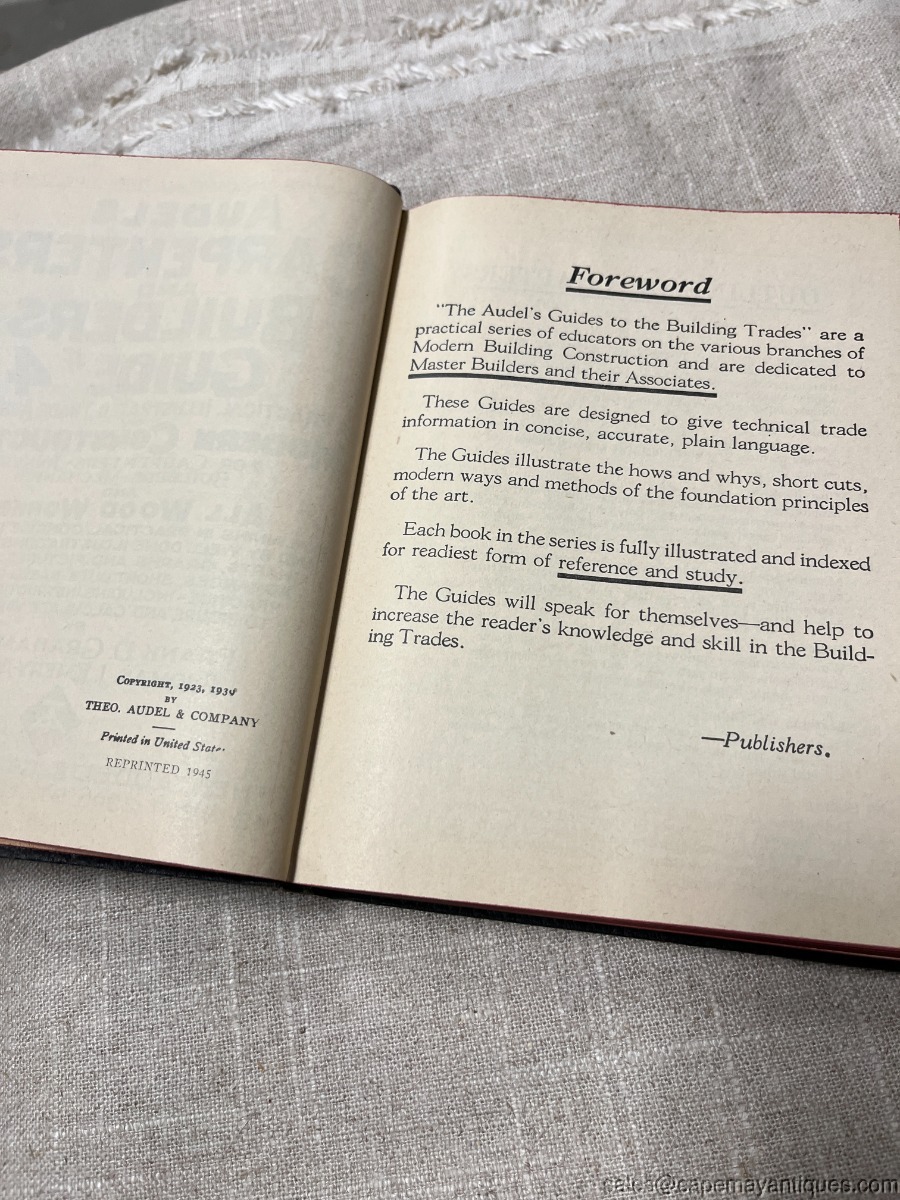 COPYRIGHT, 1923,
BY
THEO. AUDEL & COMPANY
Printed in United
REPRINTED 1945
Foreword
"The Audel's Guides to the Building Trades" are a
practical series of educators on the various branches of
Modern Building Construction and are dedicated to
Master Builders and their Associates.
These Guides are designed to give technical trade
information in concise, accurate, plain language.
The Guides illustrate the hows and whys, short cuts,
modern ways and methods of the foundation principles
of the art.
Each book in the series is fully illustrated and indexed
for readiest form of reference and study.
The Guides will speak for themselves—and help to
increase the reader's knowledge and skill in the Build-
ing Trades.
—Publishers.
sales@capemayantiques.com